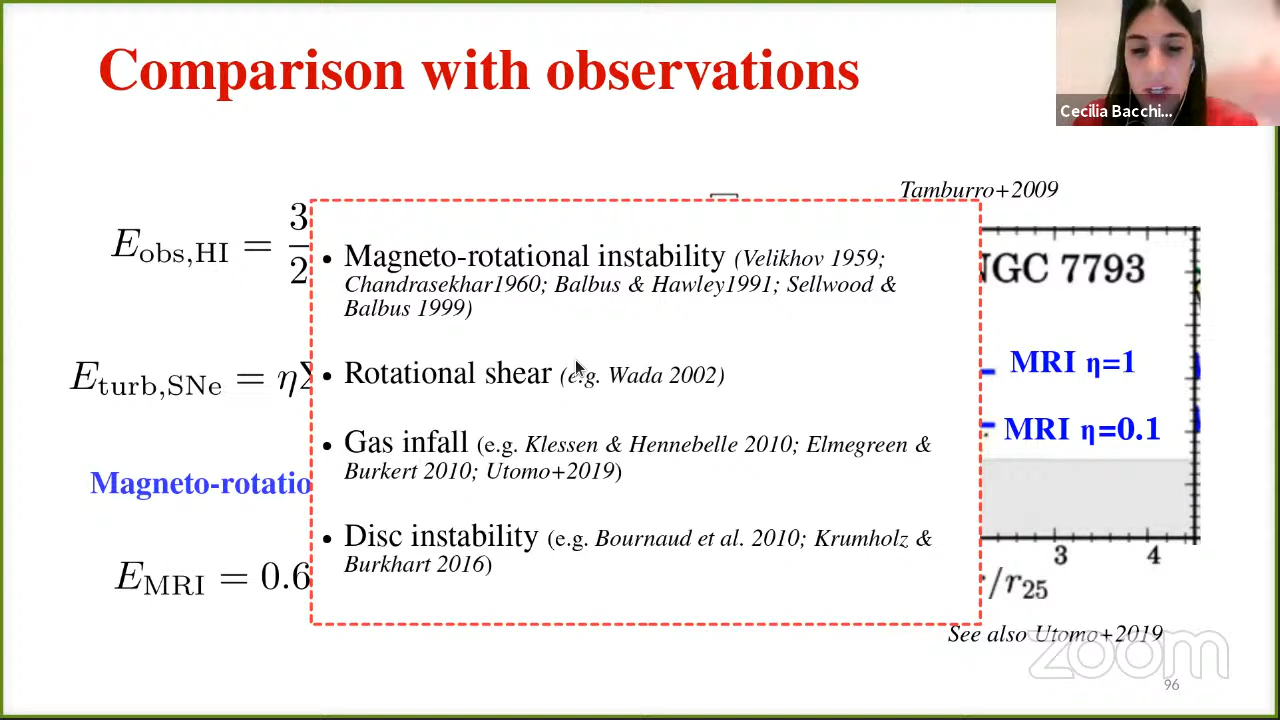 Comparison with observations
Cecilia Bacchi...
Tamburro+2009
E_obs,HI = 3/2
• Magneto-rotational instability (Velikhov 1959;
Chandrasekhar1960; Balbus & Hawley1991; Sellwood &
Balbus 1999)
NGC 7793
E_turb,SNe = ηΣ
• Rotational shear (e.g. Wada 2002)
MRI η=1
MRI η=0.1
• Gas infall (e.g. Klessen & Hennebelle 2010; Elmegreen &
Burkert 2010; Utomo+2019)
Magneto-rotatio
• Disc instability (e.g. Bournaud et al. 2010; Krumholz &
Burkhart 2016)
E_MRI = 0.6
3 4
r/r_25
See also Utomo+2019
zoom
96